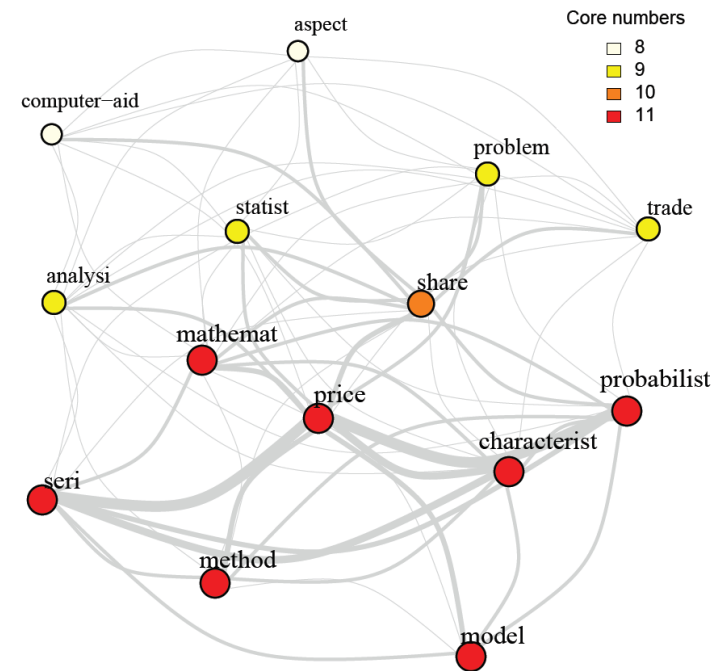 Core numbers
8
9
10
11
aspect
computer−aid
problem
statist
trade
analysi
share
mathemat
price
probabilist
characterist
seri
method
model